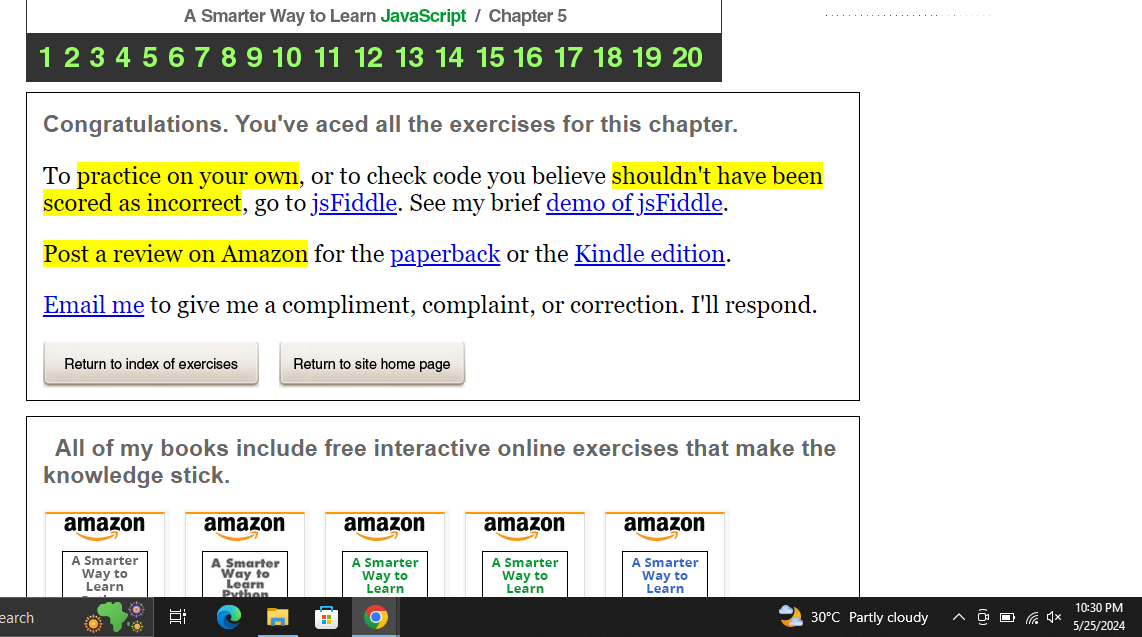 A Smarter Way to Learn JavaScript / Chapter 5
1 2 3 4 5 6 7 8 9 10 11 12 13 14 15 16 17 18 19 20
Congratulations. You've aced all the exercises for this chapter.
To practice on your own, or to check code you believe shouldn't have been
scored as incorrect, go to jsFiddle. See my brief demo of jsFiddle.
Post a review on Amazon for the paperback or the Kindle edition.
Email me to give me a compliment, complaint, or correction. I'll respond.
Return to index of exercises Return to site home page
All of my books include free interactive online exercises that make the
knowledge stick.
amazon amazon amazon amazon amazon
A Smarter A Smarter A Smarter A Smarter A Smarter
Way to Way to Way to Way to Way to
Learn Learn Learn Learn Learn
Python
earch 30°C Partly cloudy 10:30 PM
5/25/2024